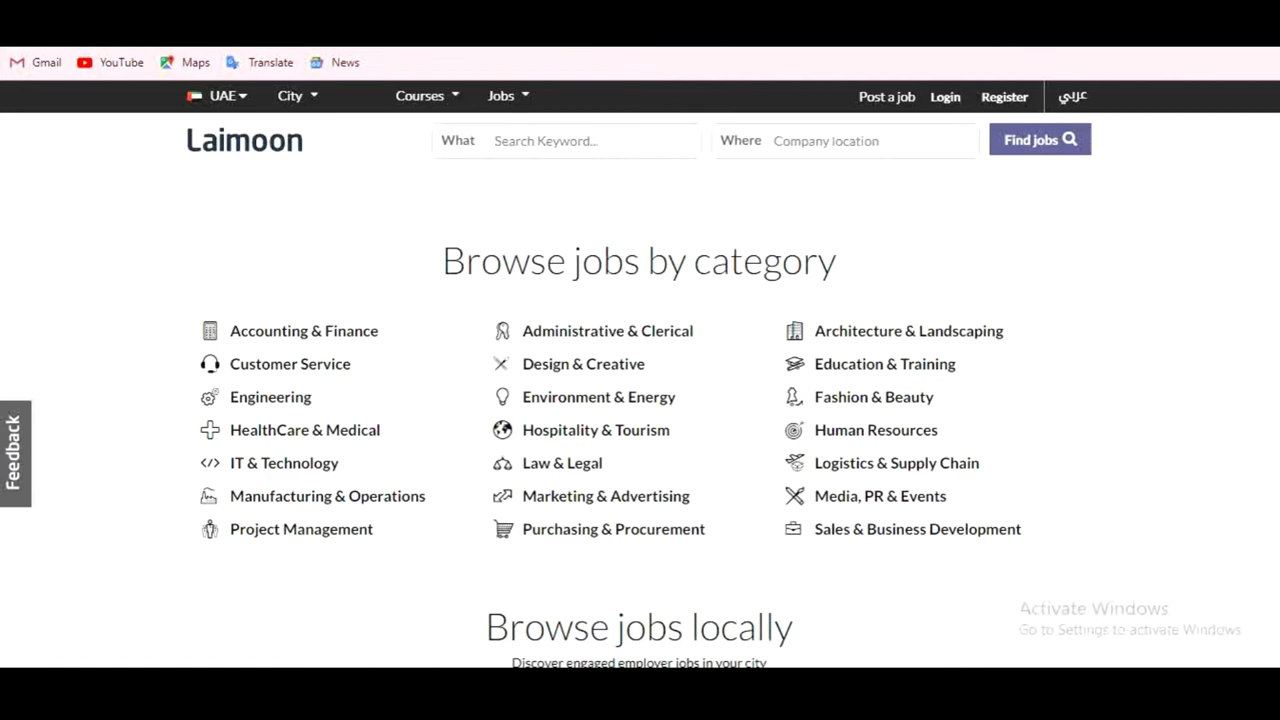 Gmail YouTube Maps Translate News
UAE City Courses Jobs Post a job Login Register عربي
Laimoon What Search Keyword... Where Company location Find jobs
Browse jobs by category
Accounting & Finance Administrative & Clerical Architecture & Landscaping
Customer Service Design & Creative Education & Training
Engineering Environment & Energy Fashion & Beauty
HealthCare & Medical Hospitality & Tourism Human Resources
IT & Technology Law & Legal Logistics & Supply Chain
Manufacturing & Operations Marketing & Advertising Media, PR & Events
Project Management Purchasing & Procurement Sales & Business Development
Feedback
Activate Windows
Go to Settings to activate Windows
Browse jobs locally
Discover engaged employer jobs in your city